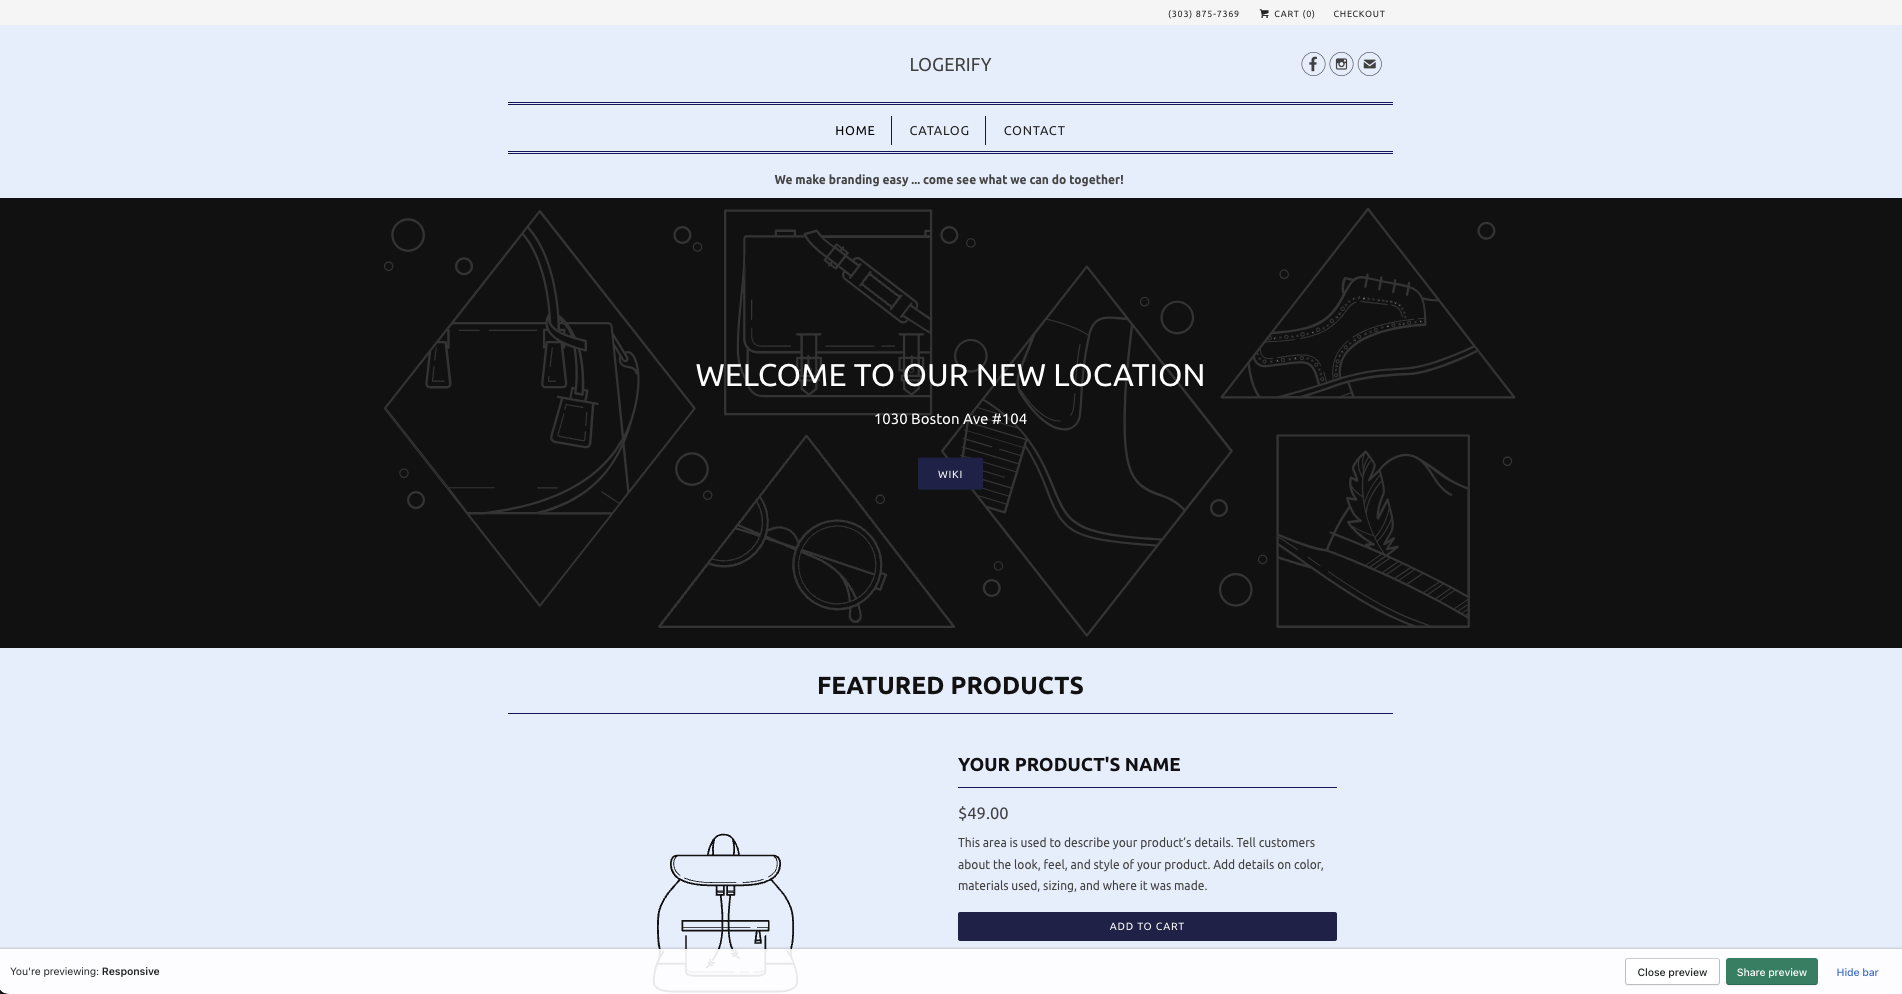 (303) 875-7369 CART (0) CHECKOUT
LOGERIFY
HOME CATALOG CONTACT
We make branding easy ... come see what we can do together!
WELCOME TO OUR NEW LOCATION
1030 Boston Ave #104
WIKI
FEATURED PRODUCTS
YOUR PRODUCT'S NAME
$49.00
This area is used to describe your product's details. Tell customers
about the look, feel, and style of your product. Add details on color,
materials used, sizing, and where it was made.
ADD TO CART
You're previewing: Responsive Close preview Share preview Hide bar